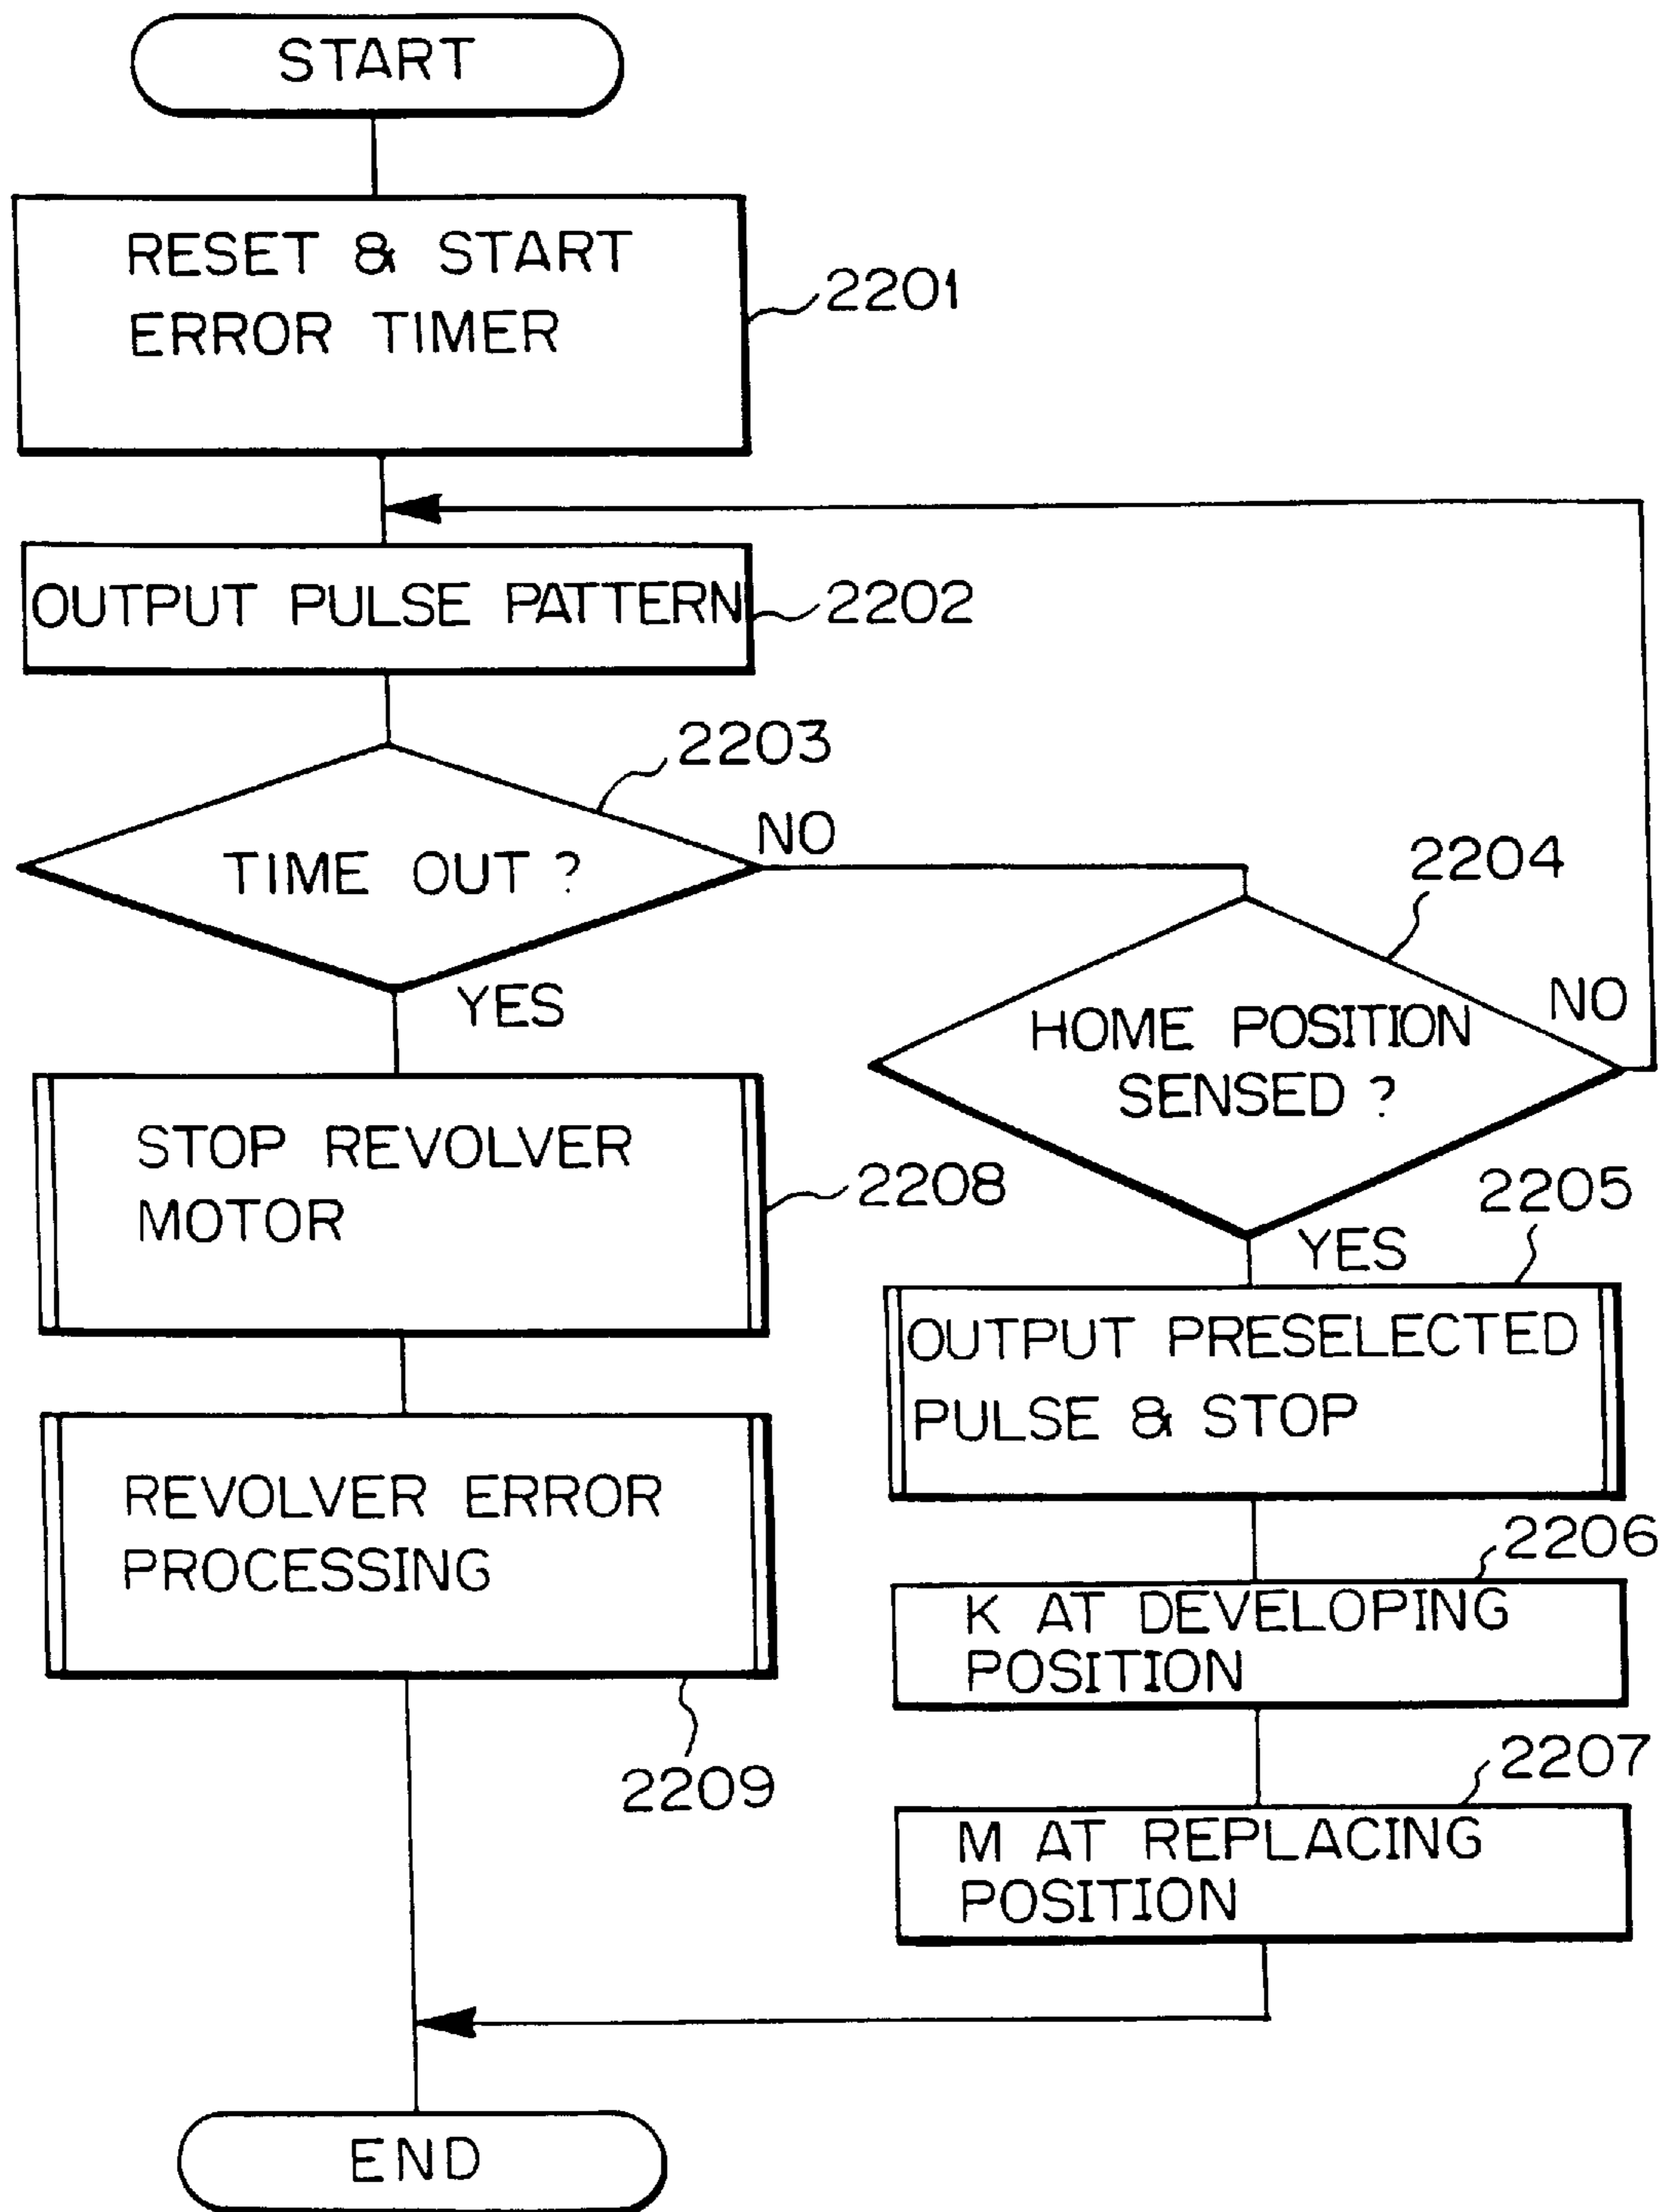 START
RESET & START
ERROR TIMER
2201
OUTPUT PULSE PATTERN
2202
2203
TIME OUT ?
NO
YES
2204
HOME POSITION
SENSED ?
NO
YES
STOP REVOLVER
MOTOR
2208
2205
OUTPUT PRESELECTED
PULSE & STOP
REVOLVER ERROR
PROCESSING
2209
2206
K AT DEVELOPING
POSITION
2207
M AT REPLACING
POSITION
END